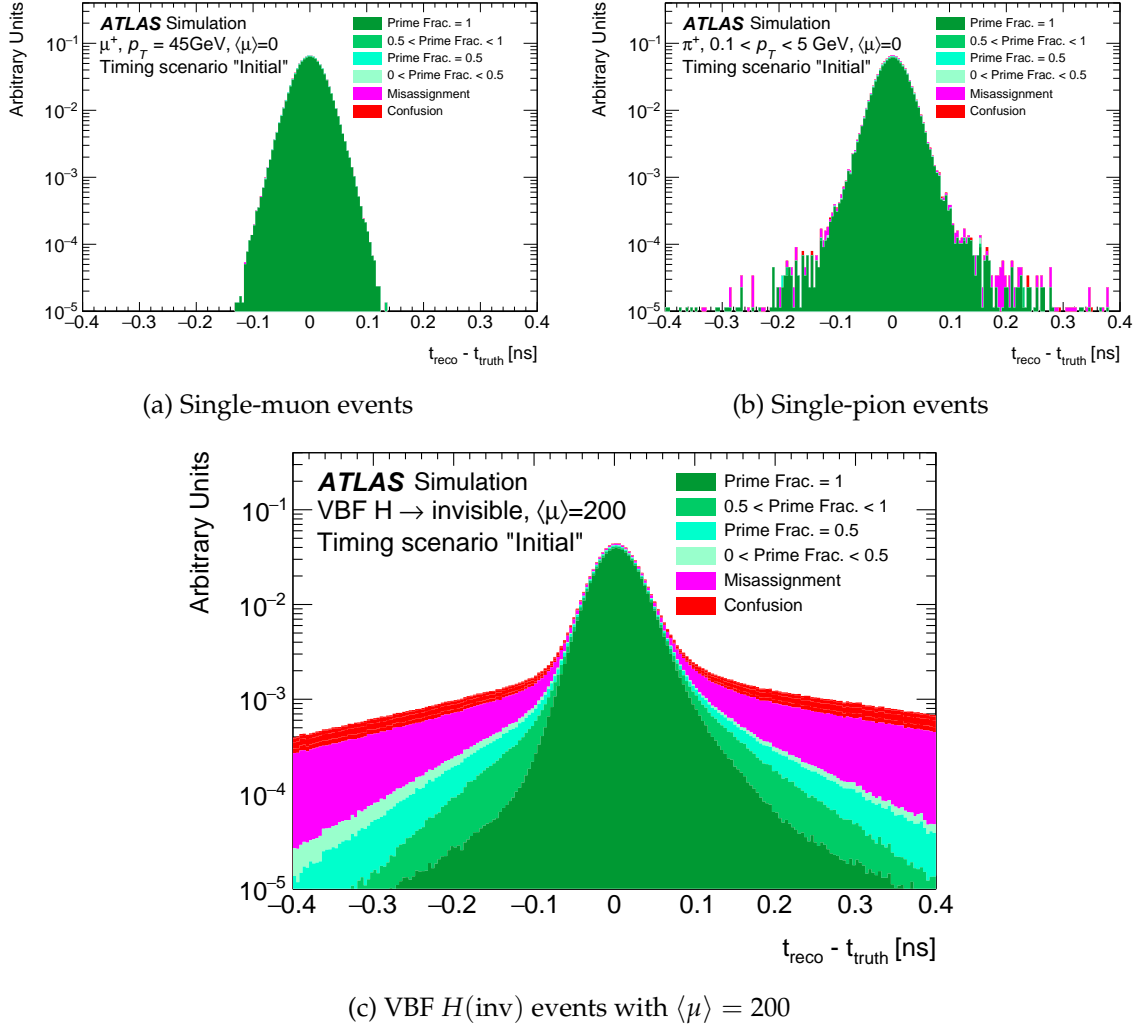 ATLAS Simulation
μ⁺, p_T = 45GeV, ⟨μ⟩=0
Timing scenario "Initial"
Prime Frac. = 1
0.5 < Prime Frac. < 1
Prime Frac. = 0.5
0 < Prime Frac. < 0.5
Misassignment
Confusion
Arbitrary Units
10⁻¹
10⁻²
10⁻³
10⁻⁴
10⁻⁵
−0.4 −0.3 −0.2 −0.1 0 0.1 0.2 0.3 0.4
t_reco - t_truth [ns]
(a) Single-muon events
ATLAS Simulation
π⁺, 0.1 < p_T < 5 GeV, ⟨μ⟩=0
Timing scenario "Initial"
Prime Frac. = 1
0.5 < Prime Frac. < 1
Prime Frac. = 0.5
0 < Prime Frac. < 0.5
Misassignment
Confusion
Arbitrary Units
10⁻¹
10⁻²
10⁻³
10⁻⁴
10⁻⁵
−0.4 −0.3 −0.2 −0.1 0 0.1 0.2 0.3 0.4
t_reco - t_truth [ns]
(b) Single-pion events
ATLAS Simulation
VBF H → invisible, ⟨μ⟩=200
Timing scenario "Initial"
Prime Frac. = 1
0.5 < Prime Frac. < 1
Prime Frac. = 0.5
0 < Prime Frac. < 0.5
Misassignment
Confusion
Arbitrary Units
10⁻¹
10⁻²
10⁻³
10⁻⁴
10⁻⁵
−0.4 −0.3 −0.2 −0.1 0 0.1 0.2 0.3 0.4
t_reco - t_truth [ns]
(c) VBF H(inv) events with ⟨μ⟩ = 200